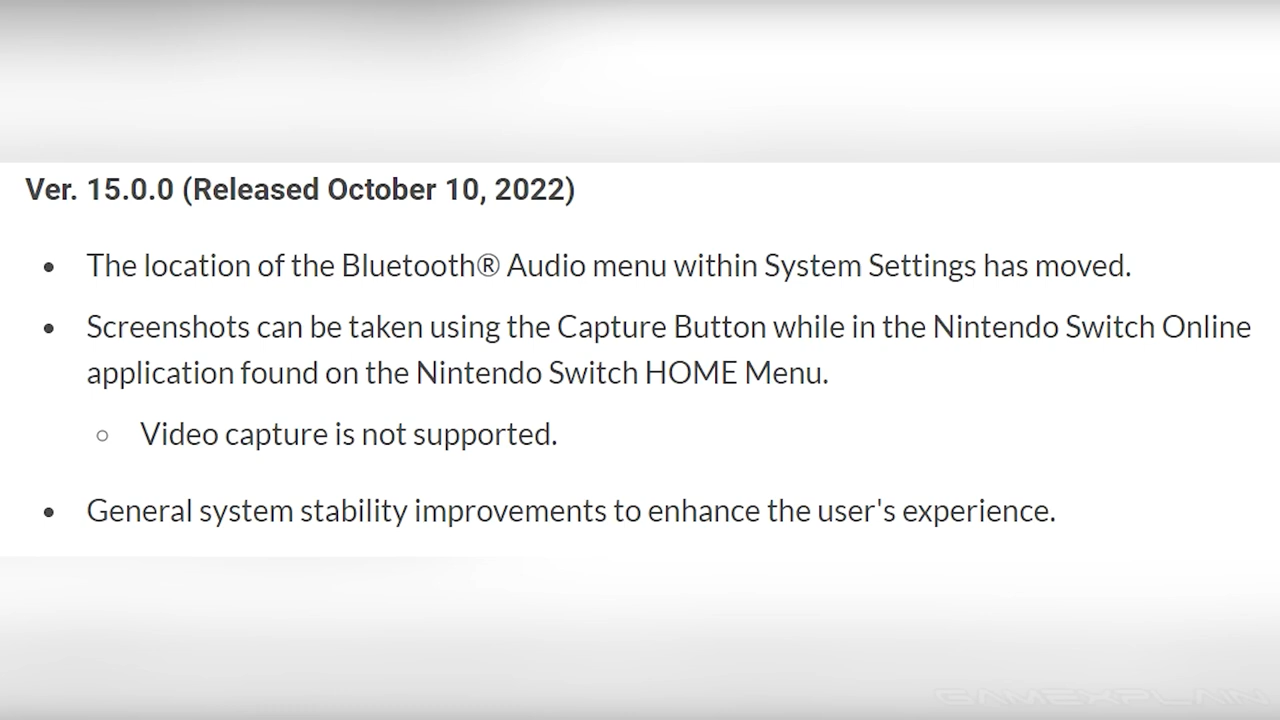 Ver. 15.0.0 (Released October 10, 2022)
• The location of the Bluetooth® Audio menu within System Settings has moved.
• Screenshots can be taken using the Capture Button while in the Nintendo Switch Online
application found on the Nintendo Switch HOME Menu.
○ Video capture is not supported.
• General system stability improvements to enhance the user's experience.
GAMEXPLAIN